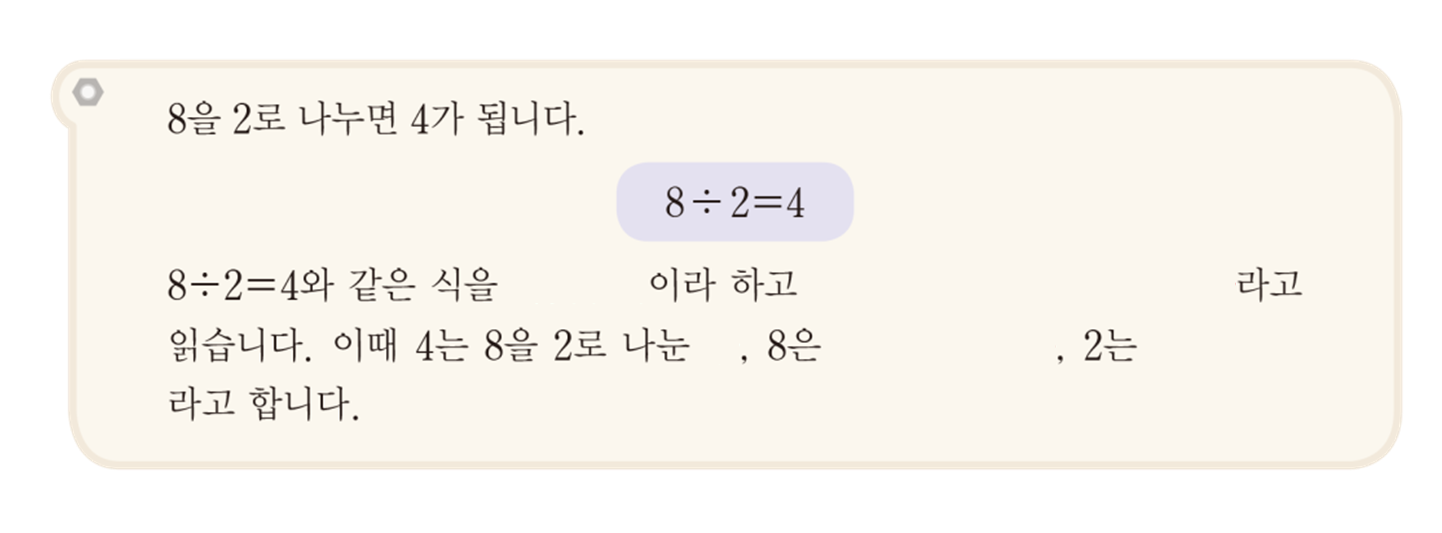 8을 2로 나누면 4가 됩니다.
8÷2=4
8÷2=4와 같은 식을 이라 하고 라고
읽습니다. 이때 4는 8을 2로 나눈 , 8은 , 2는
라고 합니다.